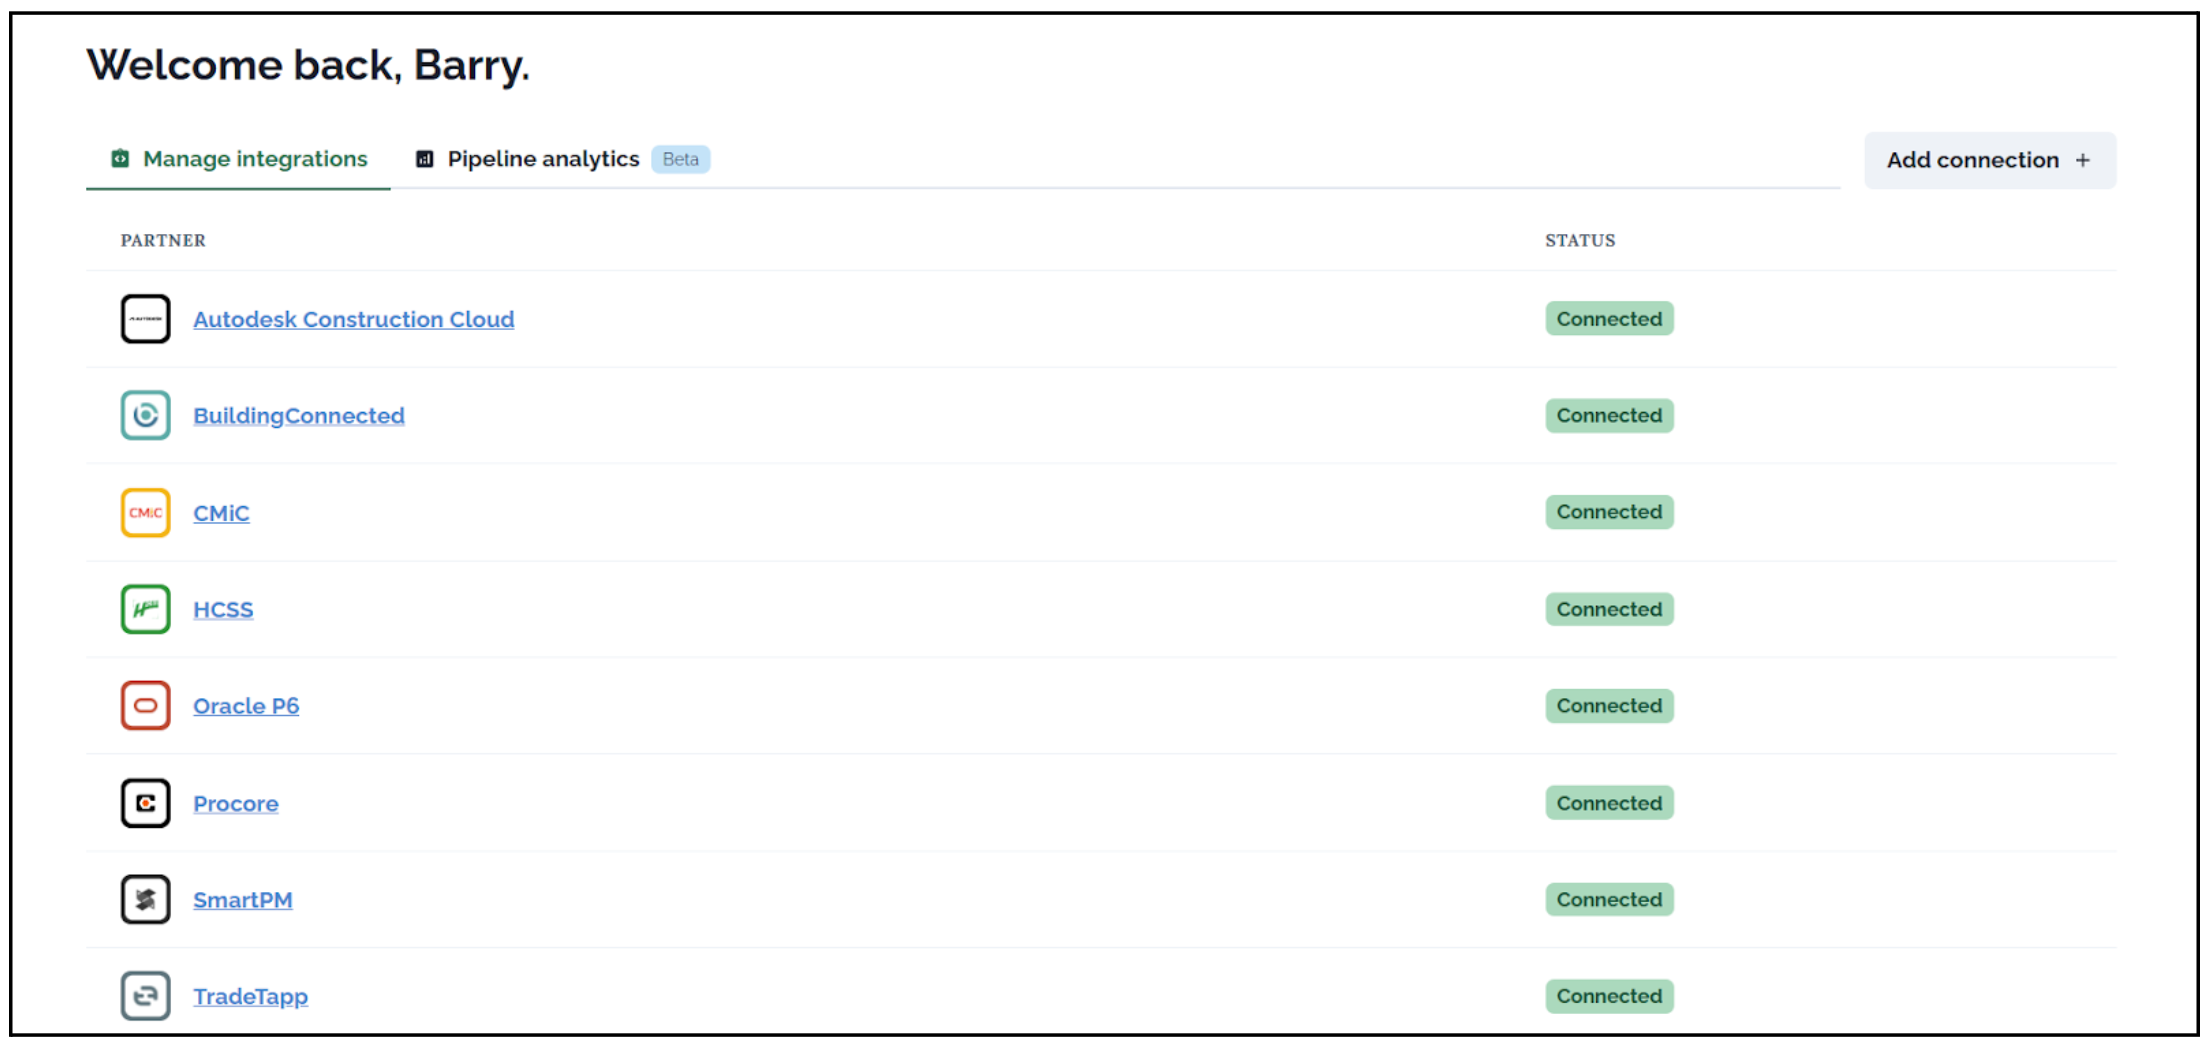 Welcome back, Barry.
Manage integrations
Pipeline analytics Beta
Add connection +
PARTNER
STATUS
Autodesk Construction Cloud
Connected
BuildingConnected
Connected
CMiC
CMiC
Connected
HCSS
Connected
Oracle P6
Connected
Procore
Connected
SmartPM
Connected
TradeTapp
Connected